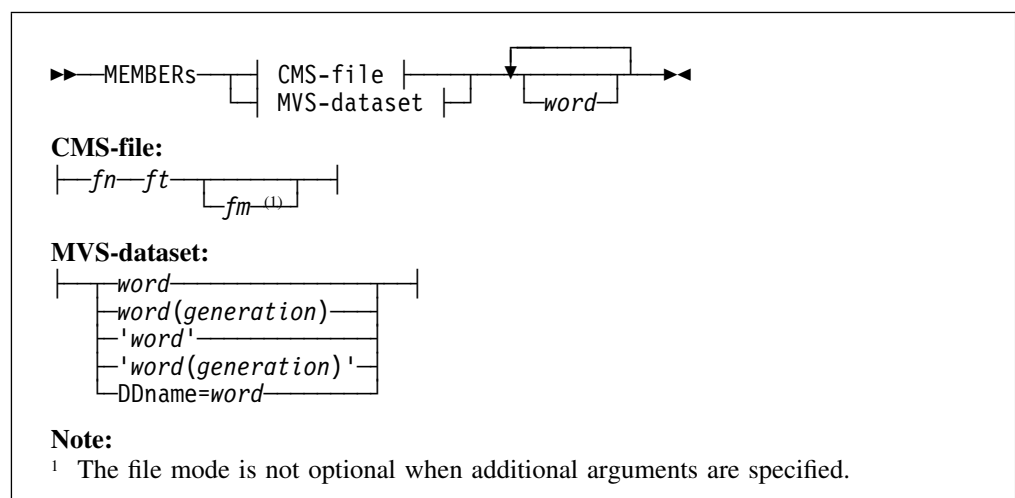 ►►──MEMBERs──┤ CMS-file ├──►◄
MVS-dataset ├ word
CMS-file:
fn ft
fm (1)
MVS-dataset:
word
word(generation)
'word'
'word(generation)'
DDname=word
Note:
1 The file mode is not optional when additional arguments are specified.